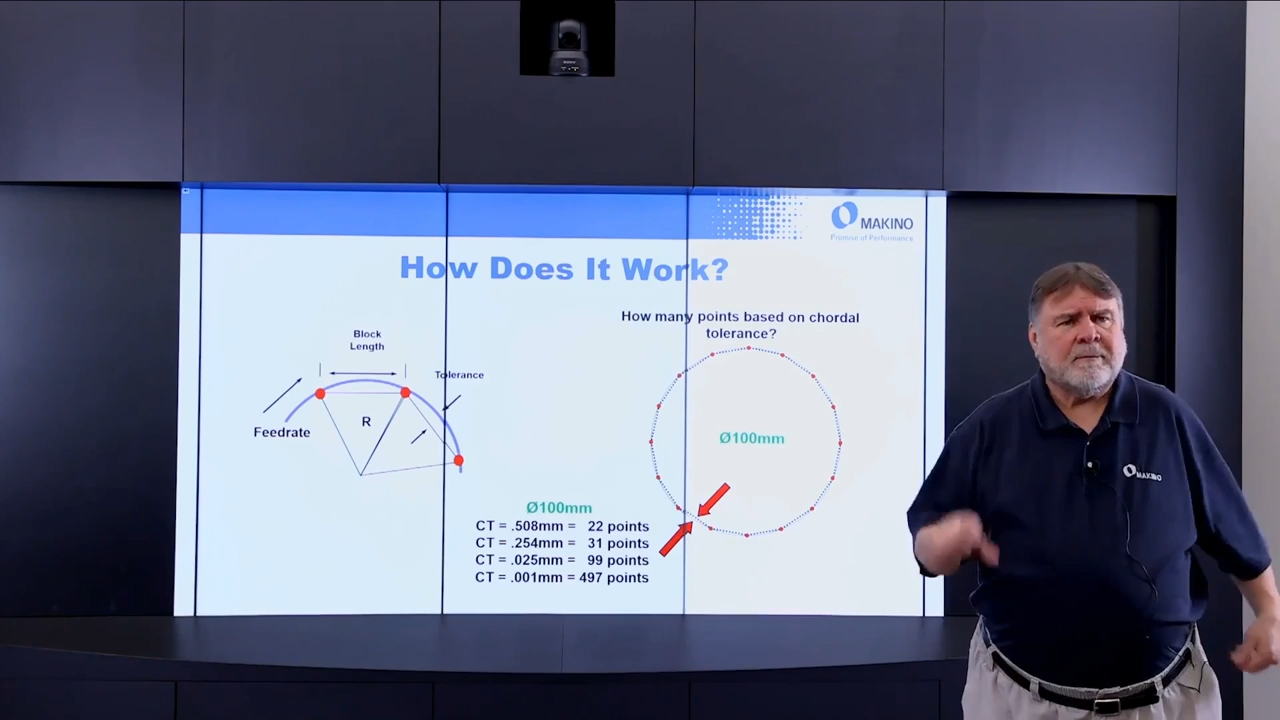 MAKINO
Promise of Performance
How Does It Work?
Block
Length
Tolerance
Feedrate
R
How many points based on chordal
tolerance?
Ø100mm
Ø100mm
CT = .508mm = 22 points
CT = .254mm = 31 points
CT = .025mm = 99 points
CT = .001mm = 497 points
MAKINO
SONY